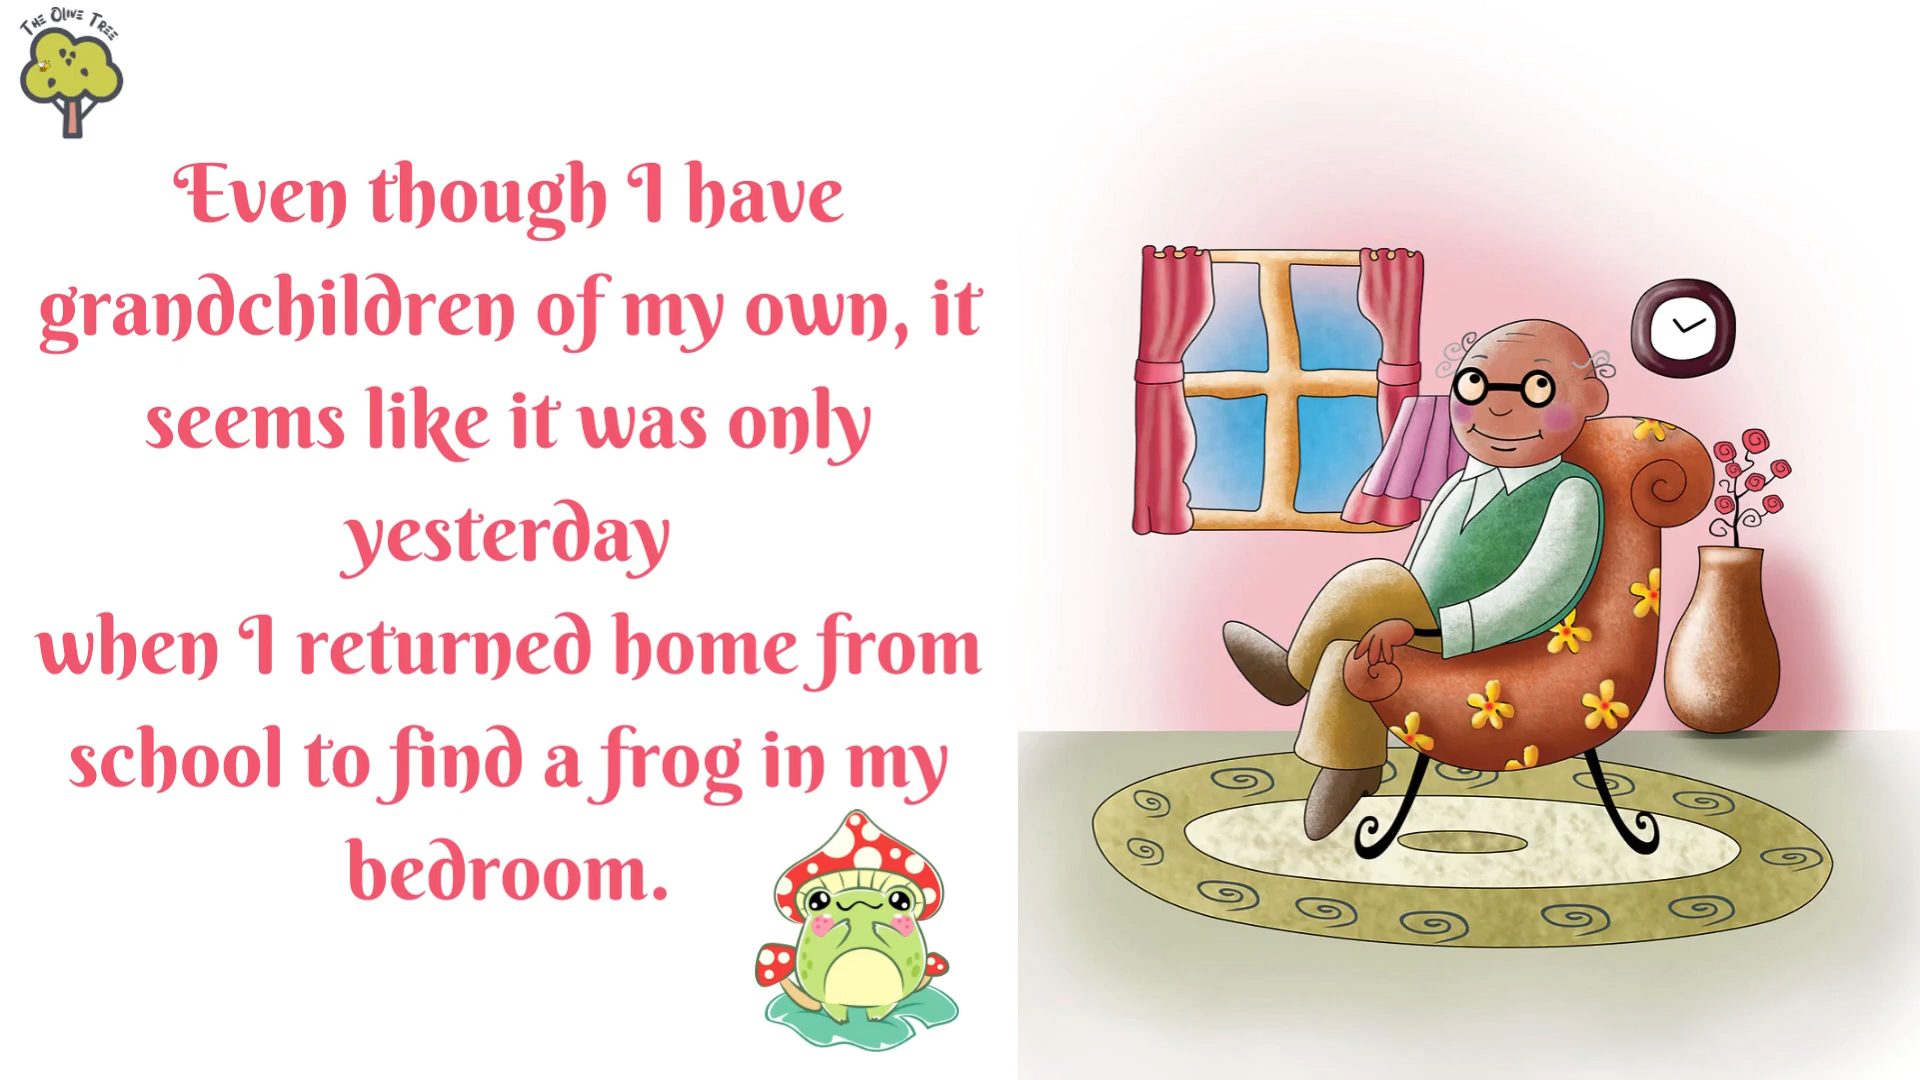 The Olive Tree
Even though I have
grandchildren of my own, it
seems like it was only
yesterday
when I returned home from
school to find a frog in my
bedroom.